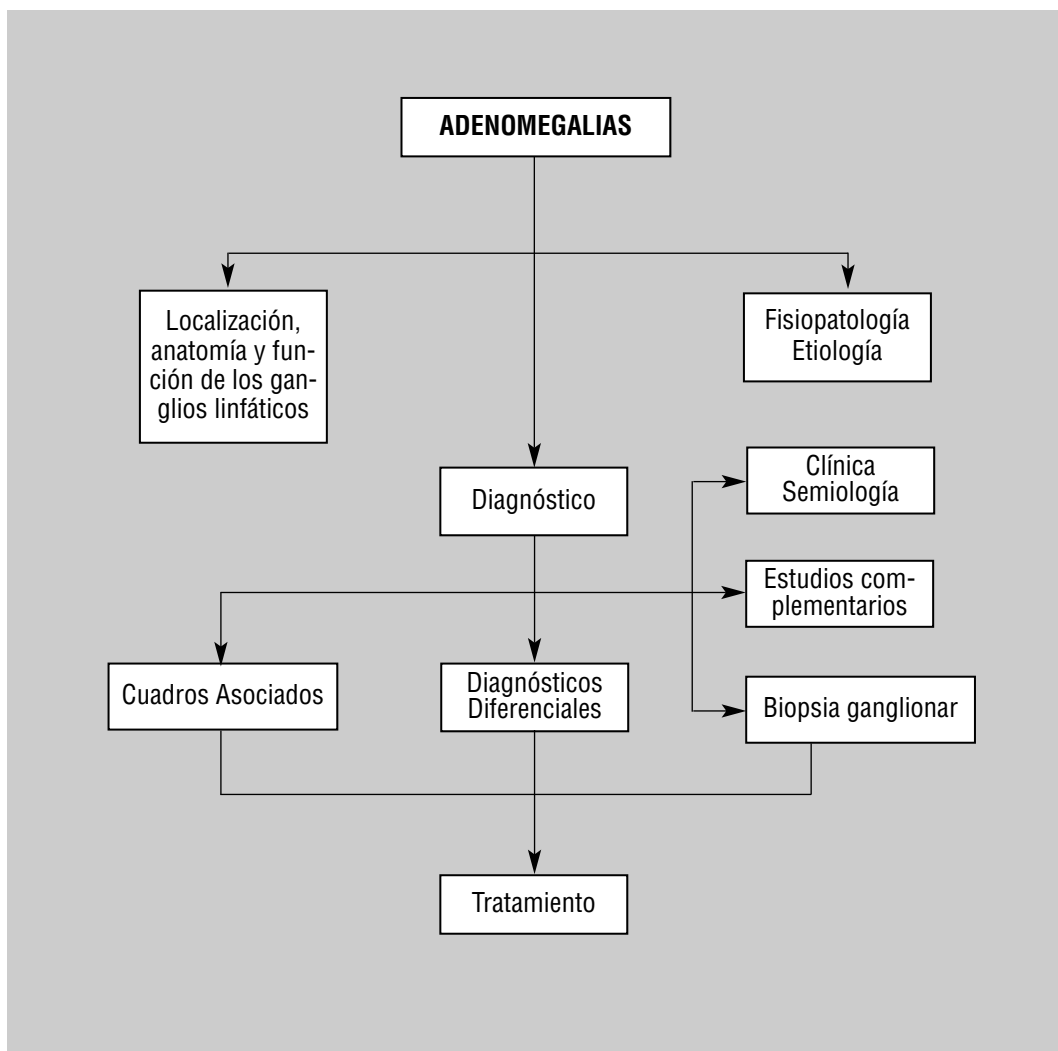 ADENOMEGALIAS
Localización,
anatomía y fun-
ción de los gan-
glios linfáticos
Fisiopatología
Etiología
Diagnóstico
Clínica
Semiología
Estudios com-
plementarios
Cuadros Asociados
Diagnósticos
Diferenciales
Biopsia ganglionar
Tratamiento